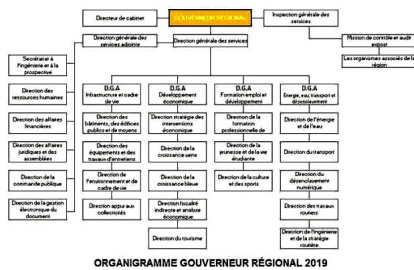 Directeur de cabinet
GOUVERNEUR RÉGIONAL
Inspection générale des
services
Direction générale des
services adjointe
Direction générale des services
Mission de contrôle et audit
expost
Les organismes associés de la
région
Secrétariat à
l'ingénierie et à la
prospective
Direction des
ressources humaines
Direction des affaires
financières
Direction des affaires
juridiques et des
assemblées
Direction de la
commande publique
Direction de la gestion
électronique du
document
D.G.A
Infrastructure et cadre
de vie
Direction des
bâtiments, des édifices
publics et de moyens
Direction des
équipements et des
travaux d'entretiens
Direction de
l'environnement et de
cadre de vie
Direction appui aux
collectivités
D.G.A
Développement
économique
Direction stratégie des
interventions
économique
Direction de la
croissance verte
Direction de la
croissance bleue
Direction fiscalité
indirecte et analyse
économique
Direction du tourisme
D.G.A
Formation emploi et
développement
Direction de la
formation
professionnelle de
Direction de la
jeunesse et de la vie
étudiante
Direction de la culture
et des sports
D.G.A
Énergie, eau, transport et
désenclavement
Direction de l'énergie
et de l'eau
Direction du transport
Direction du
désenclavement
numérique
Direction des travaux
routiers
Direction de l'ingénierie
et de la stratégie
routière
ORGANIGRAMME GOUVERNEUR RÉGIONAL 2019